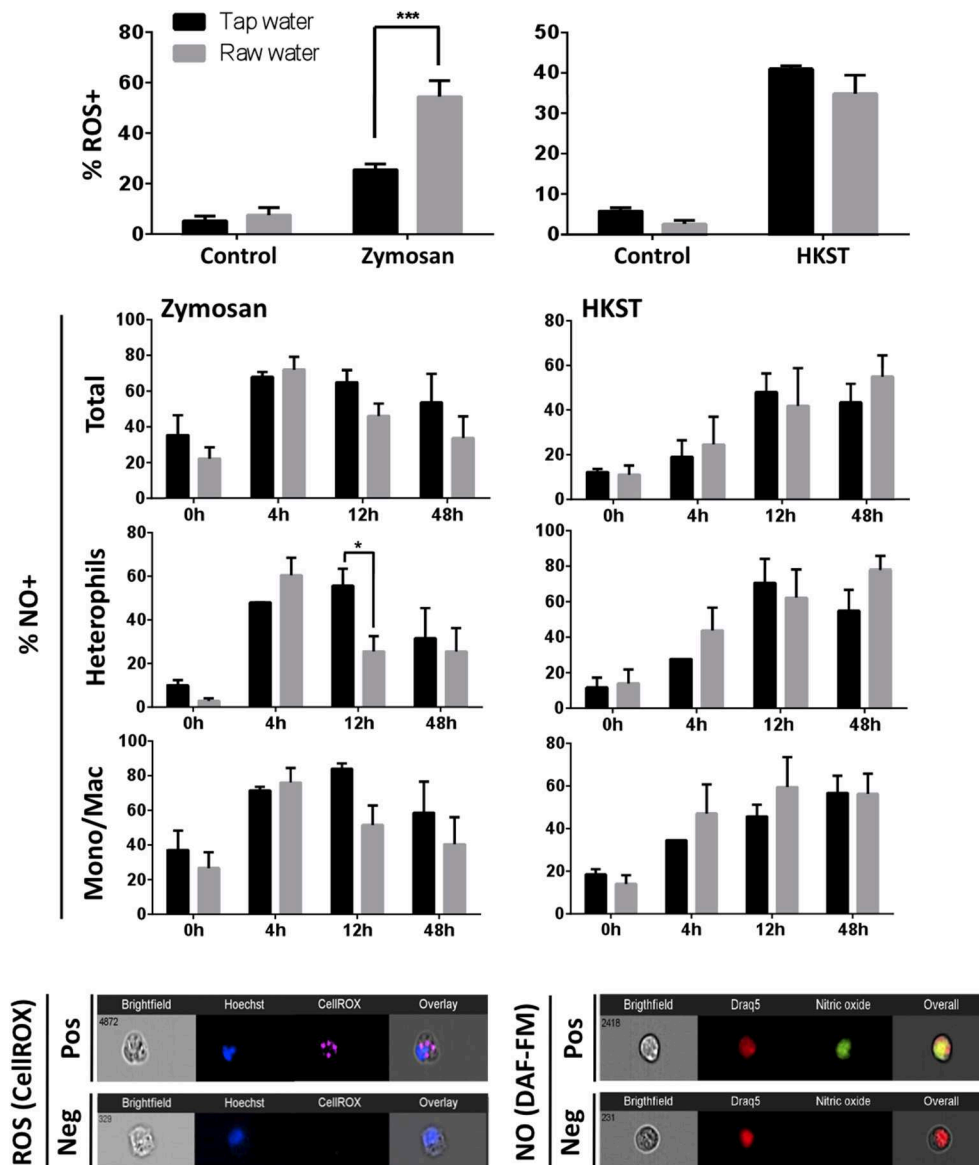 Tap water
Raw water
***
% ROS+
80
60
40
20
0
Control Zymosan
50
40
30
20
10
0
Control HKST
% NO+
Zymosan
HKST
Total
100
80
60
40
20
0
0h 4h 12h 48h
80
60
40
20
0
0h 4h 12h 48h
Heterophils
*
80
60
40
20
0
0h 4h 12h 48h
100
80
60
40
20
0
0h 4h 12h 48h
Mono/Mac
100
80
60
40
20
0
0h 4h 12h 48h
80
60
40
20
0
0h 4h 12h 48h
ROS (CellROX)
Pos
Brightfield Hoechst CellROX Overlay
4872
Neg
Brightfield Hoechst CellROX Overlay
329
NO (DAF-FM)
Pos
Brigthfield Draq5 Nitric oxide Overall
2418
Neg
Brigthfield Draq5 Nitric oxide Overall
231